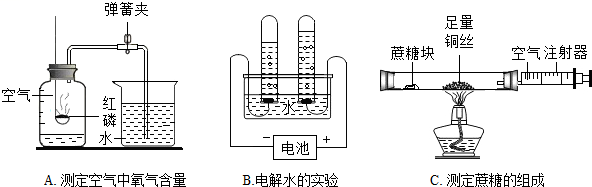 弹簧夹
空气
红磷
水
A. 测定空气中氧气含量
水
－ ＋
电池
B.电解水的实验
足量铜丝
蔗糖块
空气 注射器
C. 测定蔗糖的组成